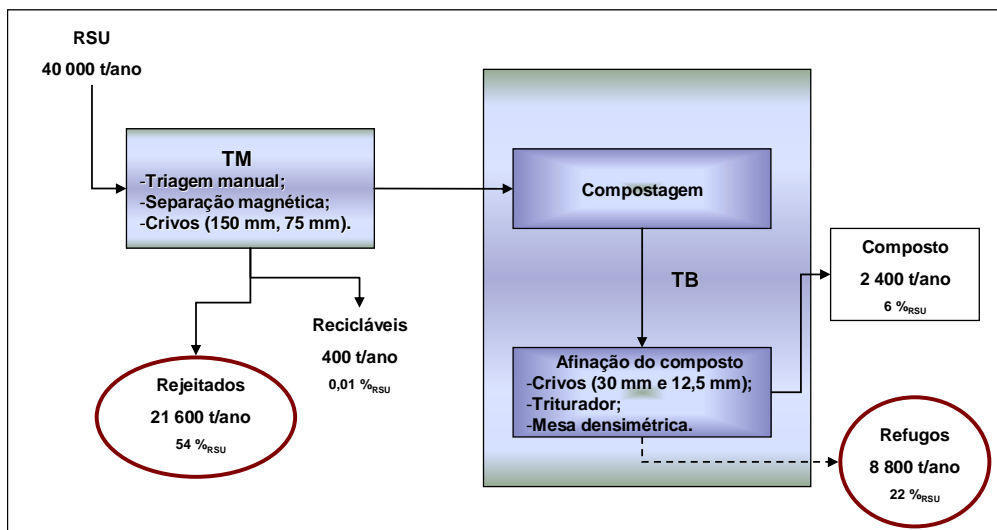 RSU
40 000 t/ano
TM
-Triagem manual;
-Separação magnética;
-Crivos (150 mm, 75 mm).
Rejeitados
21 600 t/ano
54 %RSU
Recicláveis
400 t/ano
0,01 %RSU
Compostagem
TB
Afinação do composto
-Crivos (30 mm e 12,5 mm);
-Triturador;
-Mesa densimétrica.
Composto
2 400 t/ano
6 %RSU
Refugos
8 800 t/ano
22 %RSU